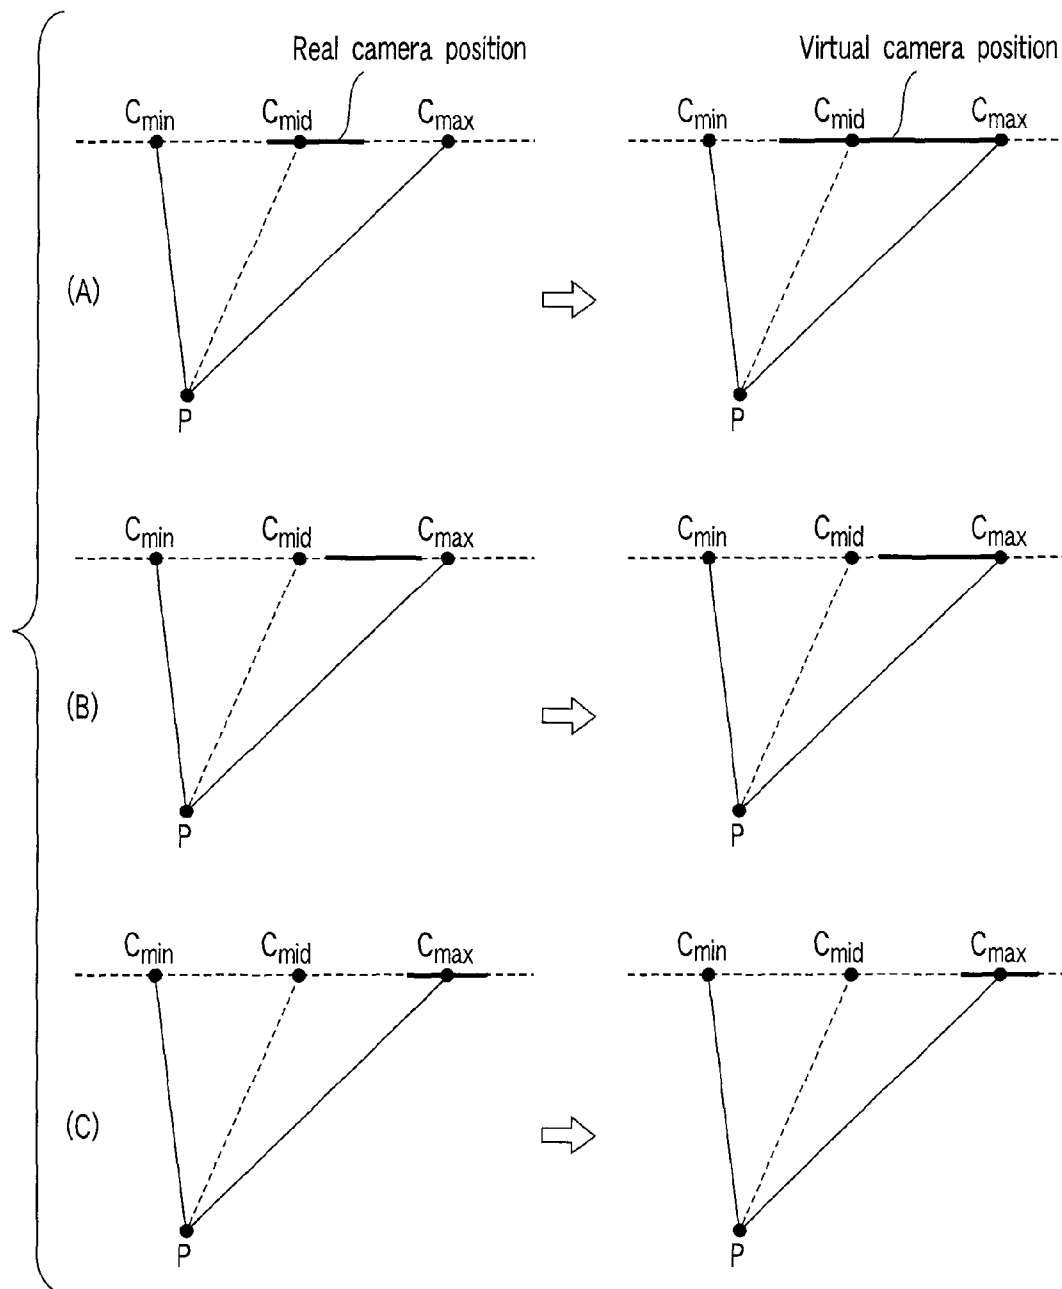 Real camera position
Virtual camera position
Cmin Cmid Cmax
Cmin Cmid Cmax
(A)
P
P
Cmin Cmid Cmax
Cmin Cmid Cmax
(B)
P
P
Cmin Cmid Cmax
Cmin Cmid Cmax
(C)
P
P